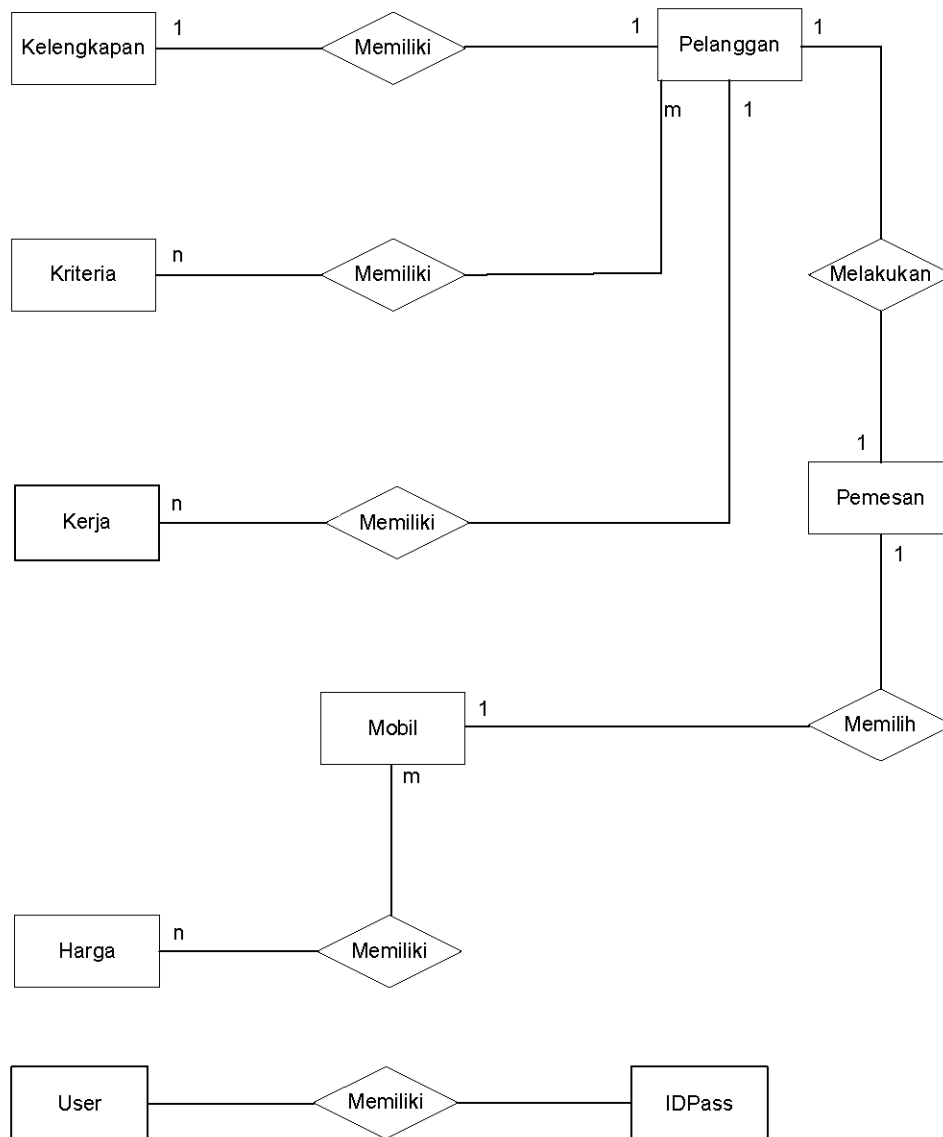 Kelengkapan 1 Memiliki 1 Pelanggan 1
m 1
Kriteria n Memiliki Melakukan
1
Kerja n Memiliki Pemesan
1
Mobil 1 Memilih
m
Harga n Memiliki
User Memiliki IDPass